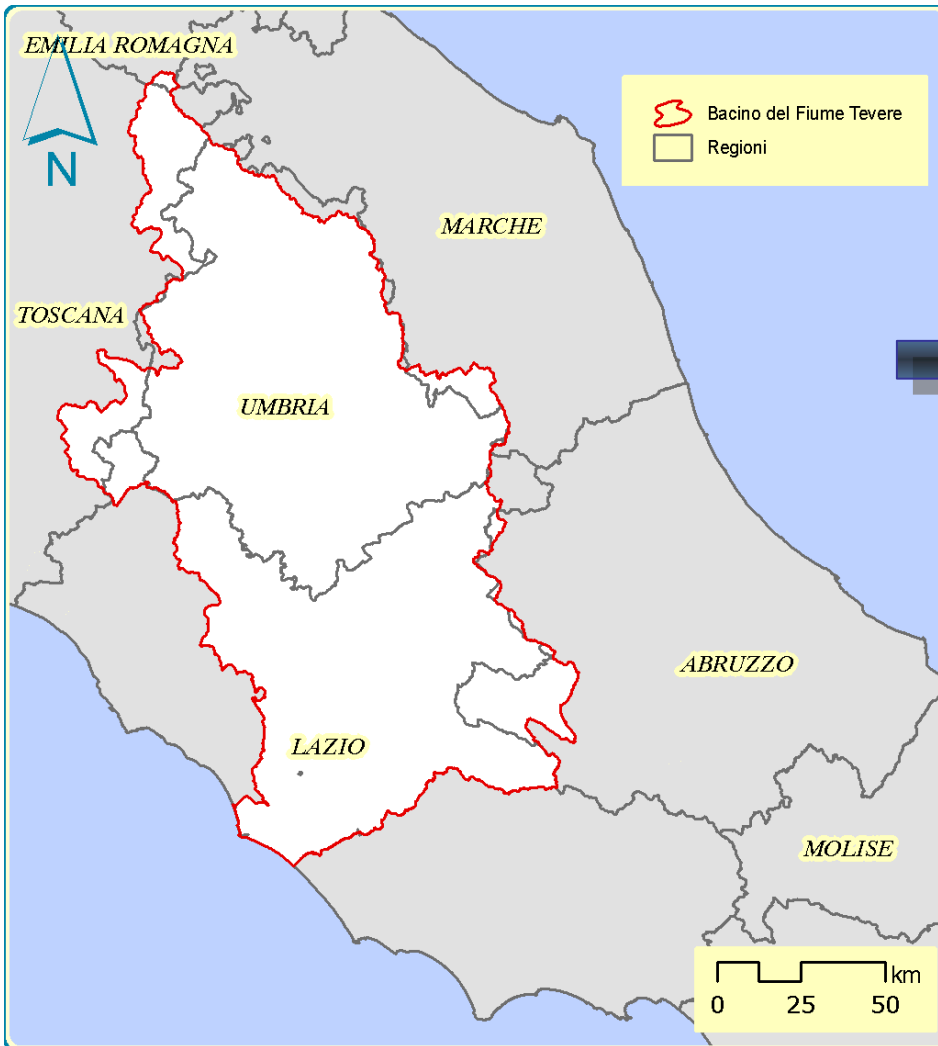 EMILIA ROMAGNA
N
Bacino del Fiume Tevere
Regioni
MARCHE
TOSCANA
UMBRIA
ABRUZZO
LAZIO
MOLISE
km
0 25 50